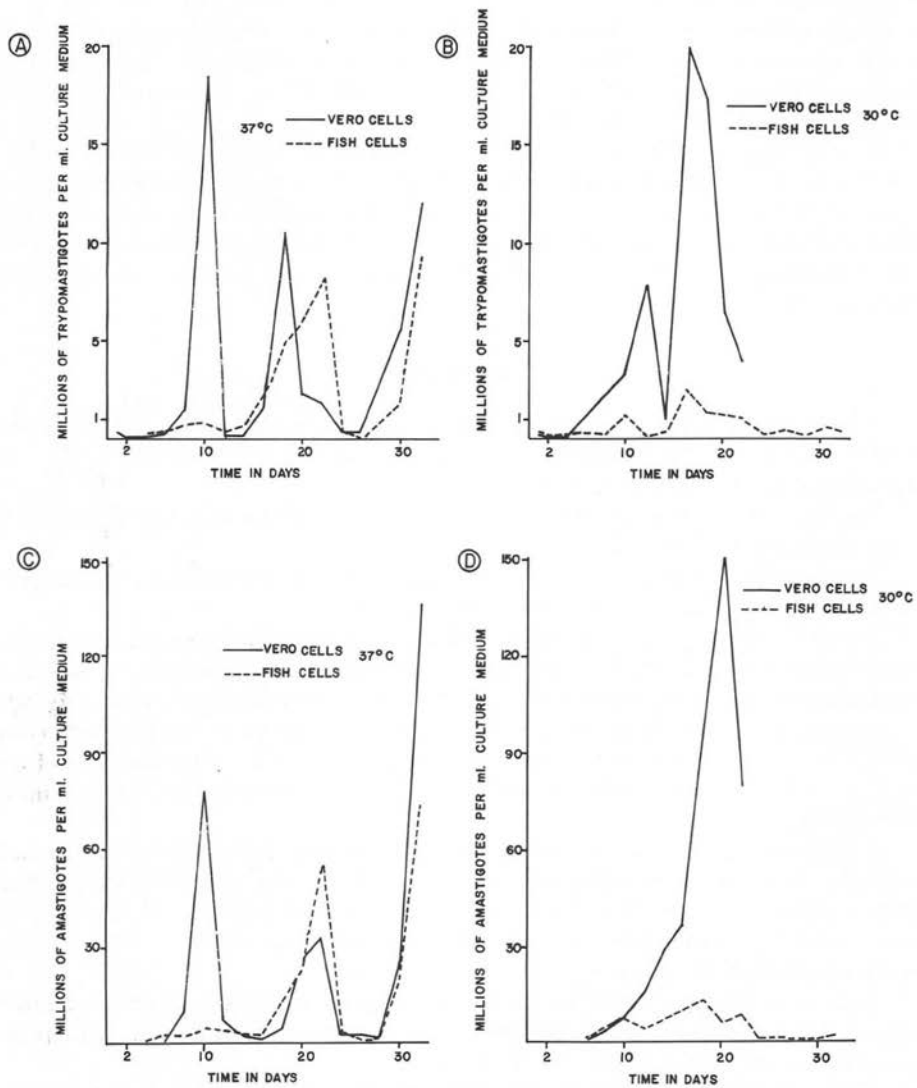 A
MILLIONS OF TRYPOMASTIGOTES PER ml. CULTURE MEDIUM
20
15
10
5
1
37°C
VERO CELLS
FISH CELLS
2
10
20
30
TIME IN DAYS
B
MILLIONS OF TRYPOMASTIGOTES PER ml. CULTURE MEDIUM
20
15
10
5
1
VERO CELLS
30°C
FISH CELLS
2
10
20
30
TIME IN DAYS
C
MILLIONS OF AMASTIGOTES PER ml. CULTURE MEDIUM
150
120
90
60
30
VERO CELLS 37°C
FISH CELLS
2
10
20
30
TIME IN DAYS
D
MILLIONS OF AMASTIGOTES PER ml. CULTURE MEDIUM
150
120
90
60
30
VERO CELLS
30°C
FISH CELLS
2
10
20
30
TIME IN DAYS